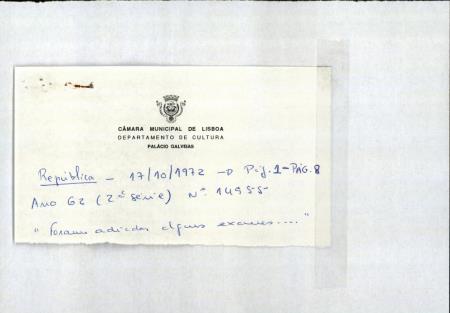 CÂMARA MUNICIPAL DE LISBOA
DEPARTAMENTO DE CULTURA
PALÁCIO GALVEIAS
República - 17/10/1972 → Pág. 1 - PÁG. 8
Ano 62 (2ª série) Nº 14955
"Foram adiados alguns exames...."